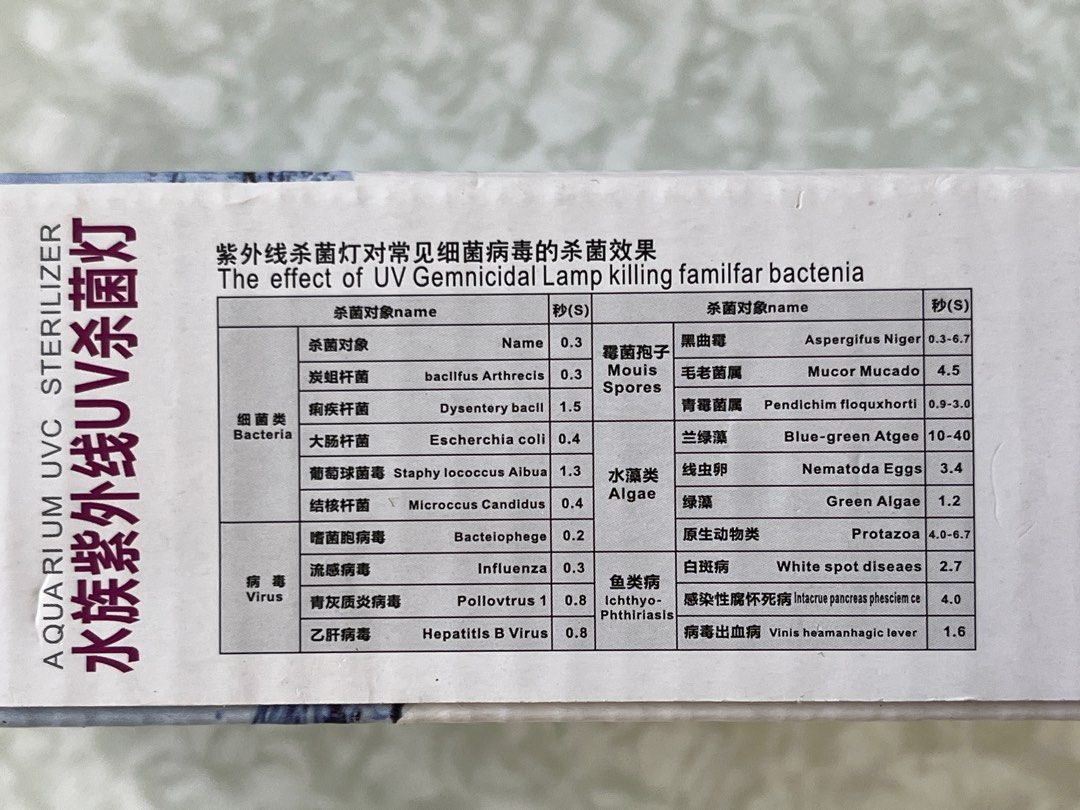 AQUARIUM UVC STERILIZER
水族紫外线UV杀菌灯
紫外线杀菌灯对常见细菌病毒的杀菌效果
The effect of UV Gemnicidal Lamp killing familfar bactenia
杀菌对象name 秒(S)
细菌类
Bacteria
杀菌对象 Name 0.3
炭蛆杆菌 bacllfus Arthrecis 0.3
痢疾杆菌 Dysentery bacll 1.5
大肠杆菌 Escherchia coli 0.4
葡萄球菌毒 Staphy lococcus Aibua 1.3
结核杆菌 Microccus Candidus 0.4
病毒
Virus
嗜菌胞病毒 Bacteiophege 0.2
流感病毒 Influenza 0.3
青灰质炎病毒 Pollovtrus 1 0.8
乙肝病毒 Hepatitls B Virus 0.8
杀菌对象name 秒(S)
霉菌孢子
Mouis
Spores
黑曲霉 Aspergifus Niger 0.3-6.7
毛老菌属 Mucor Mucado 4.5
青霉菌属 Pendichim floquxhorti 0.9-3.0
水藻类
Algae
兰绿藻 Blue-green Atgee 10-40
线虫卵 Nematoda Eggs 3.4
绿藻 Green Algae 1.2
原生动物类 Protazoa 4.0-6.7
鱼类病
Ichthyo-
Phthiriasis
白斑病 White spot diseaes 2.7
感染性腐怀死病 Intacrue pancreas phesciem ce 4.0
病毒出血病 Vinis heamanhagic lever 1.6